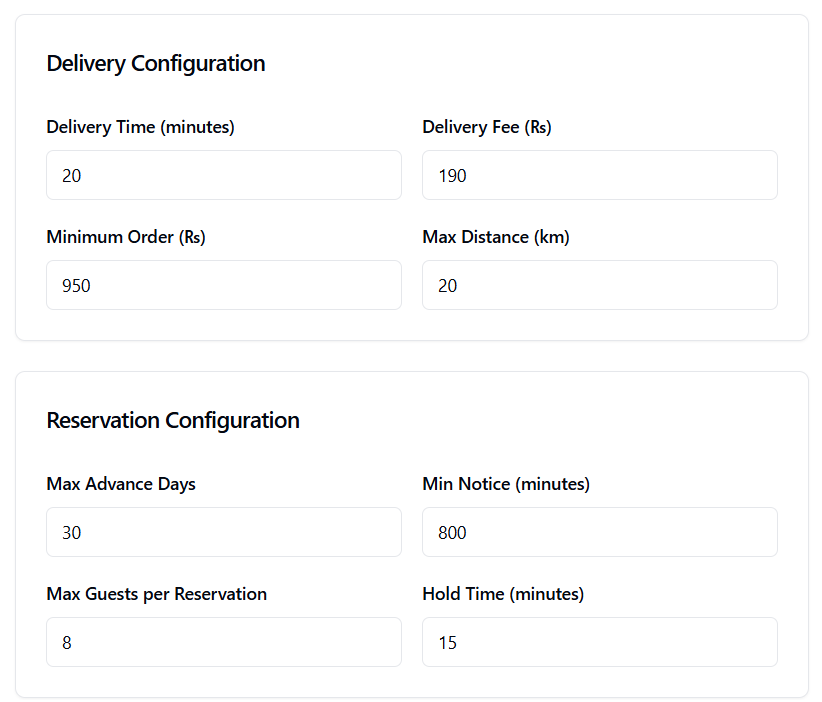 Delivery Configuration
Delivery Time (minutes) Delivery Fee (₨)
20 190
Minimum Order (₨) Max Distance (km)
950 20
Reservation Configuration
Max Advance Days Min Notice (minutes)
30 800
Max Guests per Reservation Hold Time (minutes)
8 15